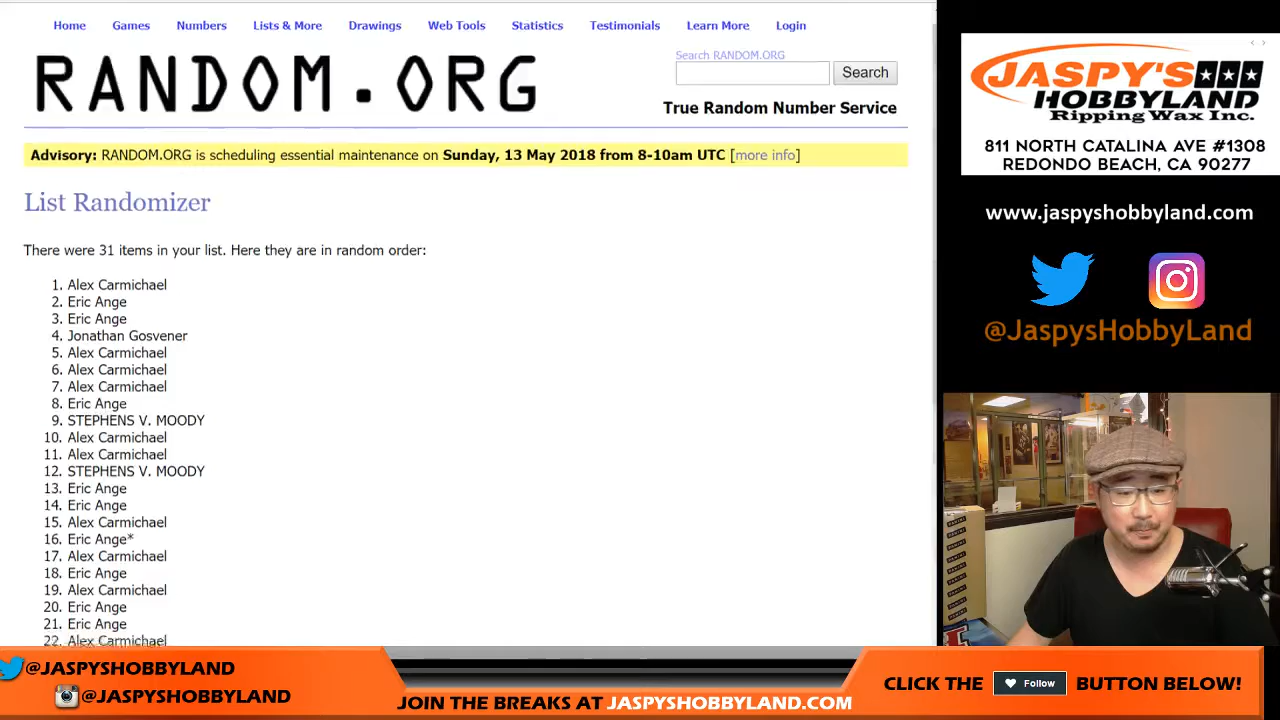 Home Games Numbers Lists & More Drawings Web Tools Statistics Testimonials Learn More Login
RANDOM.ORG
Search RANDOM.ORG
Search
True Random Number Service
Advisory: RANDOM.ORG is scheduling essential maintenance on Sunday, 13 May 2018 from 8-10am UTC [more info]
List Randomizer
There were 31 items in your list. Here they are in random order:
1. Alex Carmichael
2. Eric Ange
3. Eric Ange
4. Jonathan Gosvener
5. Alex Carmichael
6. Alex Carmichael
7. Alex Carmichael
8. Eric Ange
9. STEPHENS V. MOODY
10. Alex Carmichael
11. Alex Carmichael
12. STEPHENS V. MOODY
13. Eric Ange
14. Eric Ange
15. Alex Carmichael
16. Eric Ange*
17. Alex Carmichael
18. Eric Ange
19. Alex Carmichael
20. Eric Ange
21. Eric Ange
22. Alex Carmichael
JASPY'S
HOBBYLAND
Ripping Wax Inc.
811 NORTH CATALINA AVE #1308
REDONDO BEACH, CA 90277
www.jaspyshobbyland.com
@JaspysHobbyLand
@JASPYSHOBBYLAND
@JASPYSHOBBYLAND
JOIN THE BREAKS AT JASPYSHOBBYLAND.COM
CLICK THE Follow BUTTON BELOW!